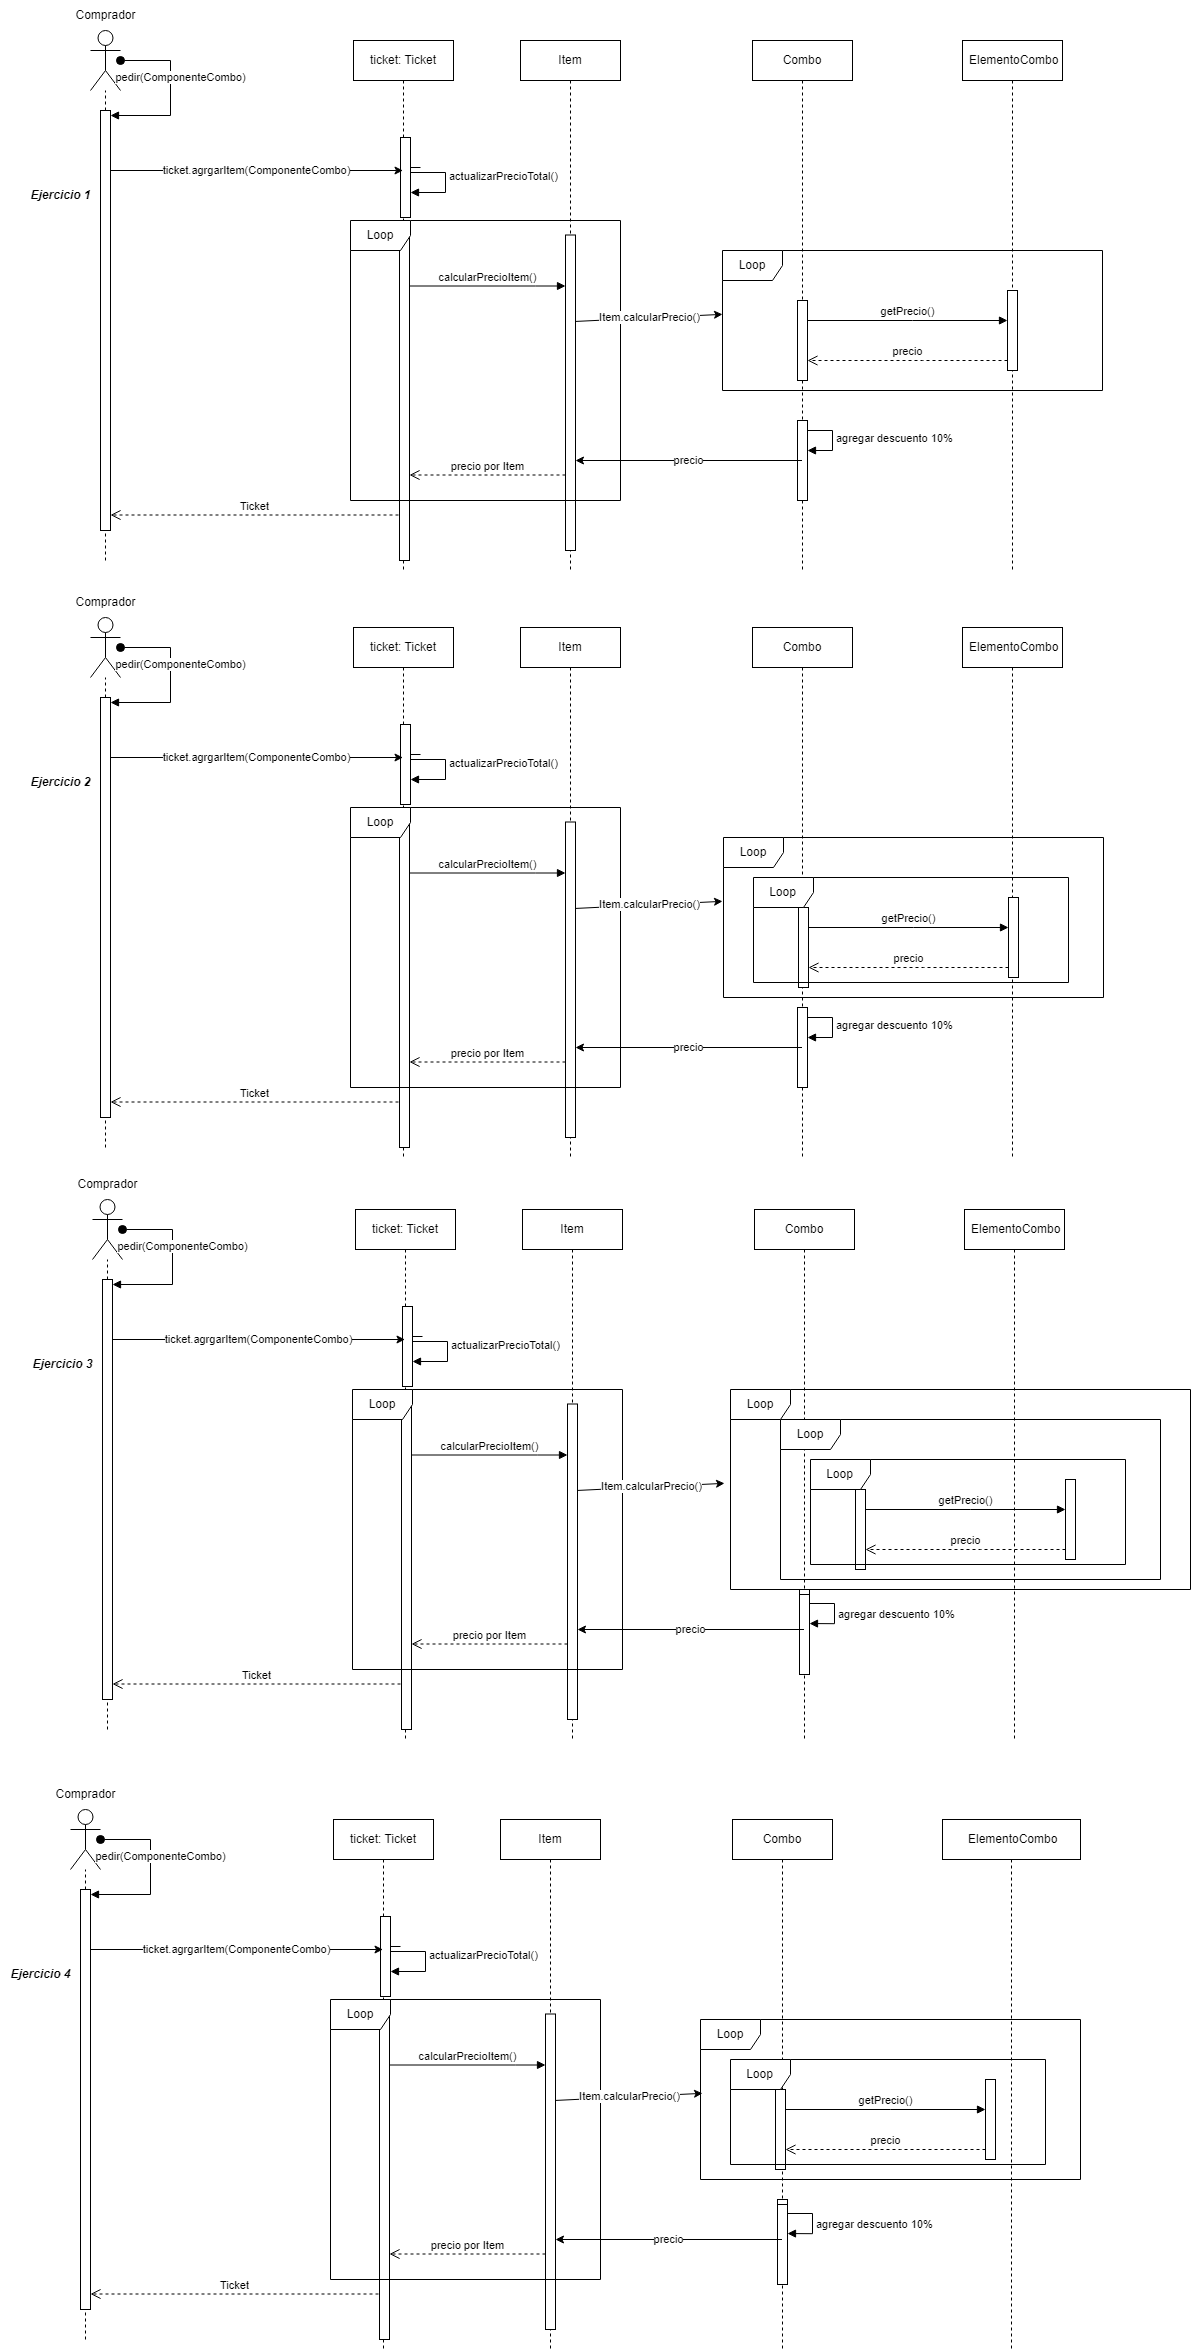 Comprador
ticket: Ticket
Item
Combo
ElementoCombo
pedir(ComponenteCombo)
ticket.agrgarItem(ComponenteCombo)
actualizarPrecioTotal()
Ejercicio 1
Loop
Loop
calcularPrecioItem()
Item.calcularPrecio()
getPrecio()
precio
agregar descuento 10%
precio
precio por Item
Ticket
Comprador
ticket: Ticket
Item
Combo
ElementoCombo
pedir(ComponenteCombo)
ticket.agrgarItem(ComponenteCombo)
actualizarPrecioTotal()
Ejercicio 2
Loop
Loop
calcularPrecioItem()
Loop
Item.calcularPrecio()
getPrecio()
precio
agregar descuento 10%
precio
precio por Item
Ticket
Comprador
ticket: Ticket
Item
Combo
ElementoCombo
pedir(ComponenteCombo)
ticket.agrgarItem(ComponenteCombo)
actualizarPrecioTotal()
Ejercicio 3
Loop
Loop
Loop
calcularPrecioItem()
Loop
Item.calcularPrecio()
getPrecio()
precio
agregar descuento 10%
precio
precio por Item
Ticket
Comprador
ticket: Ticket
Item
Combo
ElementoCombo
pedir(ComponenteCombo)
ticket.agrgarItem(ComponenteCombo)
actualizarPrecioTotal()
Ejercicio 4
Loop
Loop
calcularPrecioItem()
Loop
Item.calcularPrecio()
getPrecio()
precio
agregar descuento 10%
precio
precio por Item
Ticket